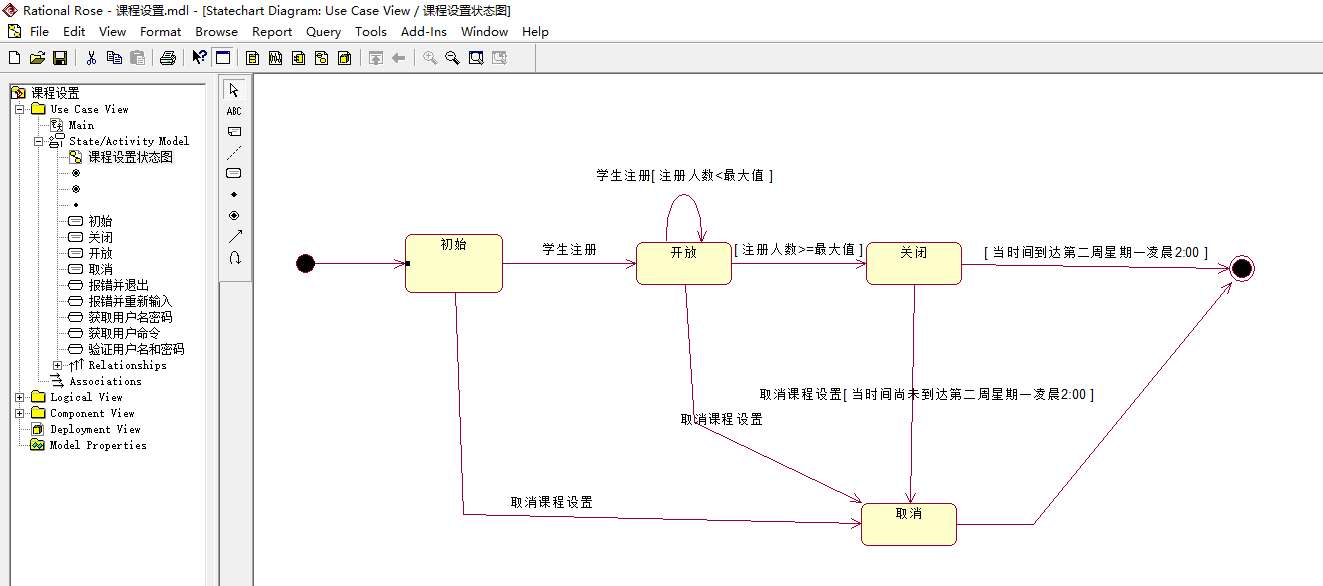 Rational Rose - 课程设置.mdl - [Statechart Diagram: Use Case View / 课程设置状态图]
File Edit View Format Browse Report Query Tools Add-Ins Window Help
课程设置
Use Case View
Main
State/Activity Model
课程设置状态图
初始
关闭
开放
取消
报错并退出
报错并重新输入
获取用户名密码
获取用户命令
验证用户名和密码
Relationships
Associations
Logical View
Component View
Deployment View
Model Properties
ABC
学生注册[ 注册人数<最大值 ]
初始
学生注册
开放
[ 注册人数>=最大值 ]
关闭
[ 当时间到达第二周星期一凌晨2:00 ]
取消课程设置[ 当时间尚未到达第二周星期一凌晨2:00 ]
取消课程设置
取消课程设置
取消